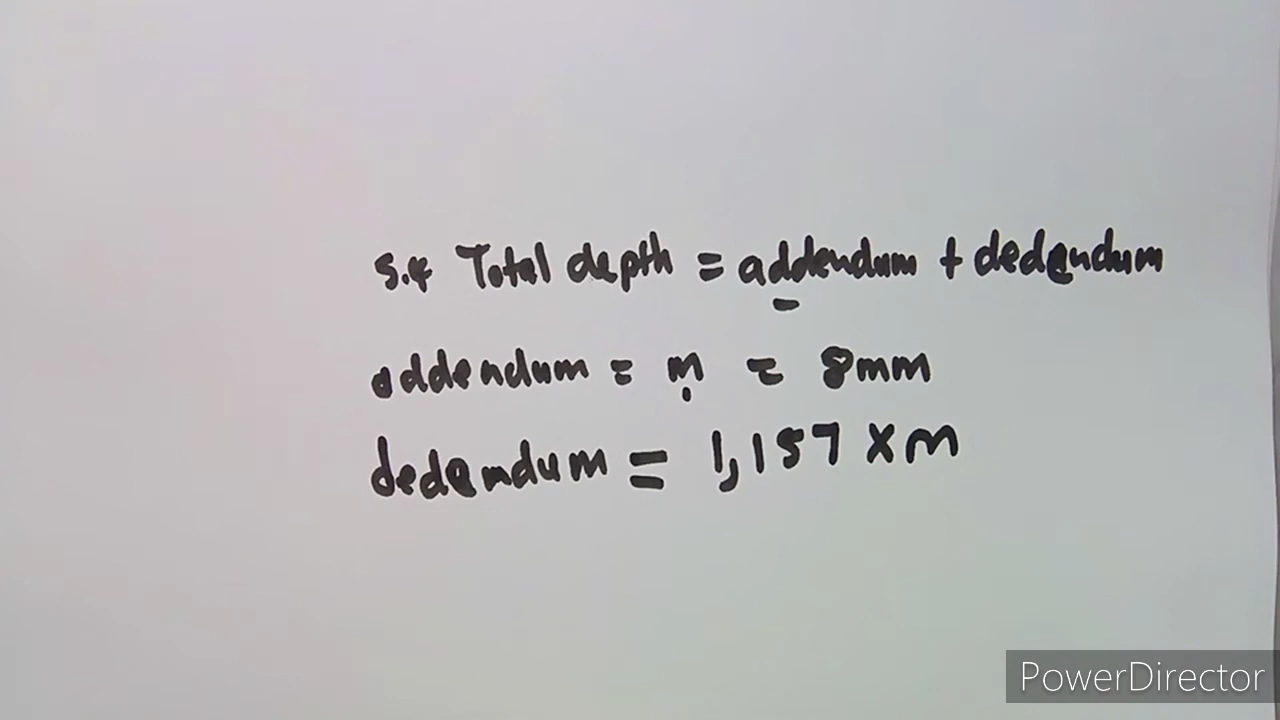 5.4 Total depth = addendum + dedendum
addendum = m = 8mm
dedendum = 1,157 x m
PowerDirector